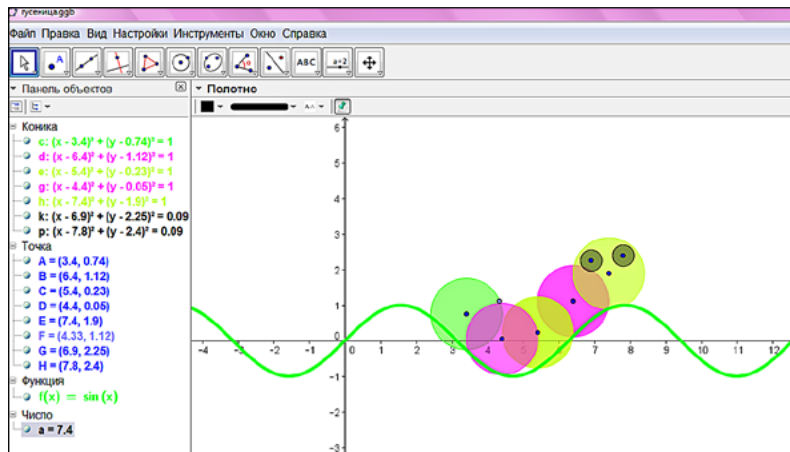 гусеница.ggb
Файл Правка Вид Настройки Инструменты Окно Справка
A ABC a=2
Панель объектов
Полотно
Коника
c: (x - 3.4)² + (y - 0.74)² = 1
d: (x - 6.4)² + (y - 1.12)² = 1
e: (x - 5.4)² + (y - 0.23)² = 1
g: (x - 4.4)² + (y - 0.05)² = 1
h: (x - 7.4)² + (y - 1.9)² = 1
k: (x - 6.9)² + (y - 2.25)² = 0.09
p: (x - 7.8)² + (y - 2.4)² = 0.09
Точка
A = (3.4, 0.74)
B = (6.4, 1.12)
C = (5.4, 0.23)
D = (4.4, 0.05)
E = (7.4, 1.9)
F = (4.33, 1.12)
G = (6.9, 2.25)
H = (7.8, 2.4)
Функция
f(x) = sin (x)
Число
a = 7.4
6
5
4
3
2
1
0
-4 -3 -2 -1 0 1 2 3 4 5 6 7 8 9 10 11 12
-1
-2
-3